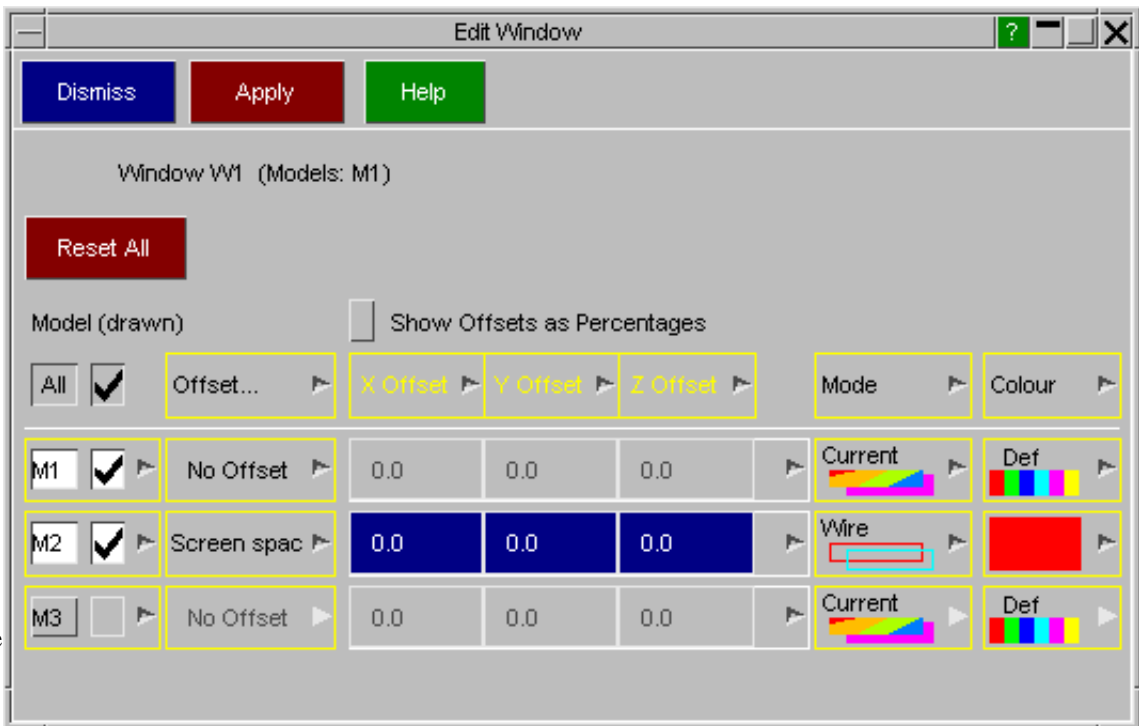 Edit Window ?
Dismiss Apply Help
Window W1 (Models: M1)
Reset All
Model (drawn) Show Offsets as Percentages
All Offset... X Offset Y Offset Z Offset Mode Colour
M1 No Offset 0.0 0.0 0.0 Current Def
M2 Screen spac 0.0 0.0 0.0 Wire
M3 No Offset 0.0 0.0 0.0 Current Def